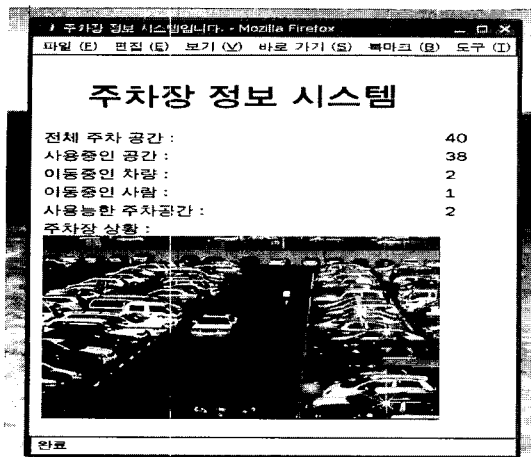 주차장 정보 시스템입니다. - Mozilla Firefox
파일 (F) 편집 (E) 보기 (V) 바로 가기 (S) 북마크 (B) 도구 (T)
주차장 정보 시스템
전체 주차 공간 : 40
사용중인 공간 : 38
이동중인 차량 : 2
이동중인 사람 : 1
사용능한 주차공간 : 2
주차장 상황 :
완료